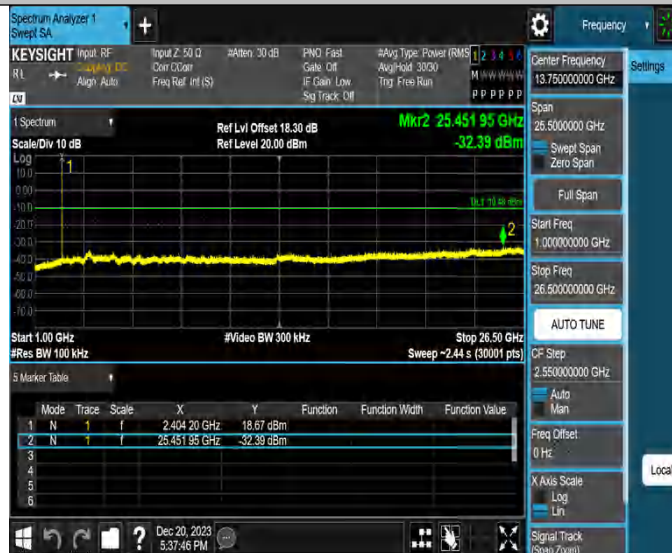 Spectrum Analyzer 1
Swept SA
+
Frequency
KEYSIGHT
RL
Input: RF
Coupling: DC
Align: Auto
Input Z: 50 Ω
Corr CCorr
Freq Ref: Int (S)
#Atten: 30 dB
PNO: Fast
Gate: Off
IF Gain: Low
Sig Track: Off
#Avg Type: Power (RMS
Avg|Hold: 30/30
Trig: Free Run
1 2 3 4 5 6
M W W W W W
P P P P P P
LN
1 Spectrum
Scale/Div 10 dB
Ref Lvl Offset 18.30 dB
Ref Level 20.00 dBm
Mkr2 25.451 95 GHz
-32.39 dBm
Log
10.0
0.00
-10.0
-20.0
-30.0
-40.0
-50.0
-60.0
-70.0
1
2
Start 1.00 GHz
#Res BW 100 kHz
#Video BW 300 kHz
Stop 26.50 GHz
Sweep ~2.44 s (30001 pts)
5 Marker Table
Mode Trace Scale X Y Function Function Width Function Value
1 N 1 f 2.404 20 GHz 18.67 dBm
2 N 1 f 25.451 95 GHz -32.39 dBm
3
4
5
6
Dec 20, 2023
5:37:46 PM
?
Center Frequency
13.750000000 GHz
Settings
Span
25.5000000 GHz
Swept Span
Zero Span
Full Span
Start Freq
1.000000000 GHz
Stop Freq
26.500000000 GHz
AUTO TUNE
CF Step
2.550000000 GHz
Auto
Man
Freq Offset
0 Hz
X Axis Scale
Log
Lin
Local
Signal Track
(Span Zoom)